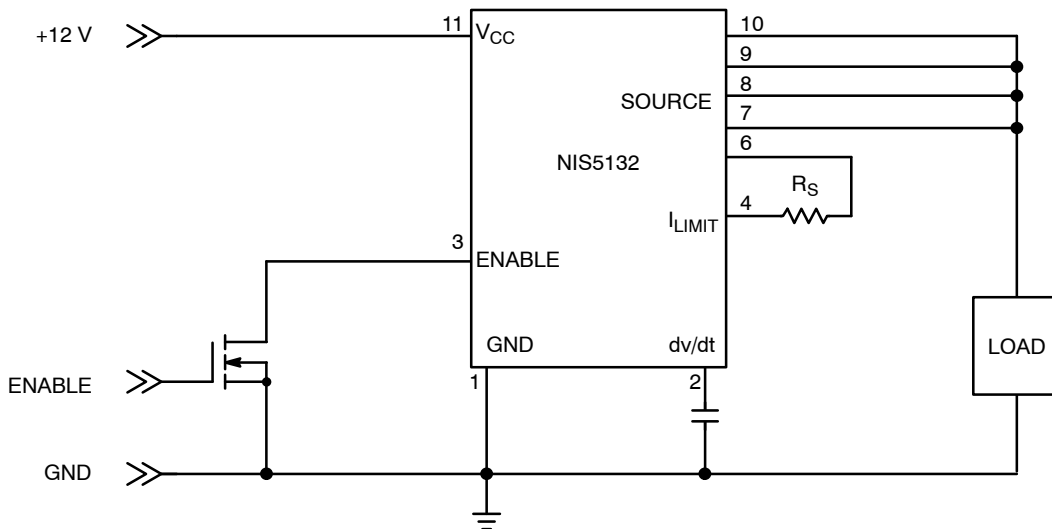 +12 V
11
V_CC
10
9
8
SOURCE
7
6
NIS5132
R_S
4
I_LIMIT
3
ENABLE
GND
dv/dt
LOAD
1
2
ENABLE
GND